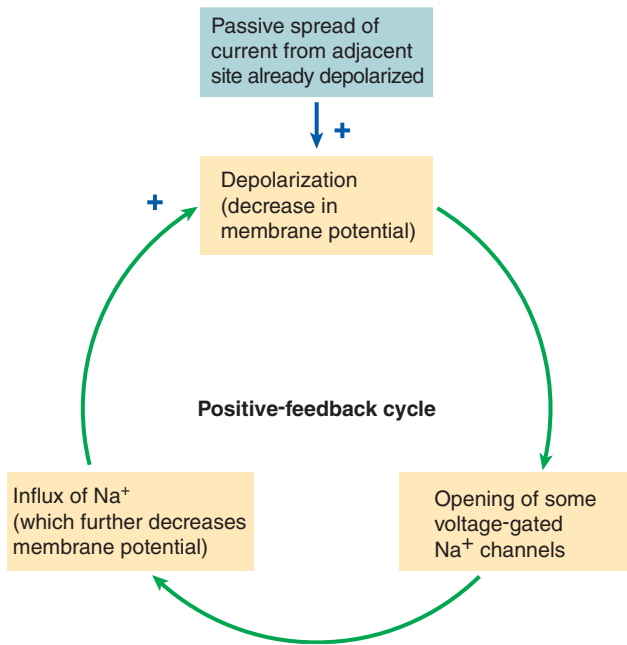 Passive spread of
current from adjacent
site already depolarized
+
Depolarization
(decrease in
membrane potential)
+
Positive-feedback cycle
Influx of Na⁺
(which further decreases
membrane potential)
Opening of some
voltage-gated
Na⁺ channels